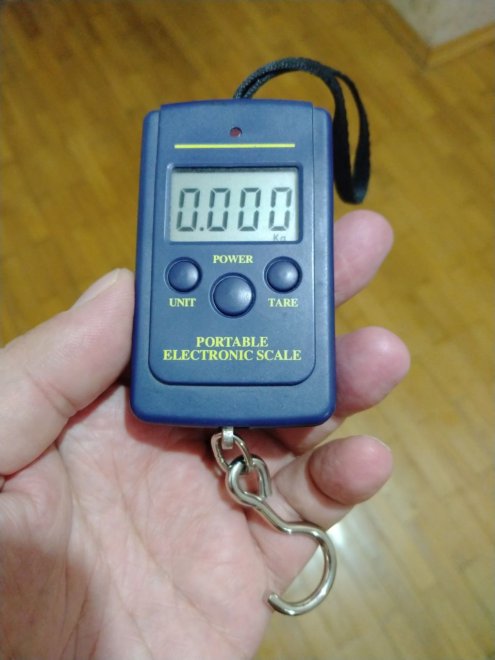 0.000
Kg
POWER
UNIT TARE
PORTABLE
ELECTRONIC SCALE